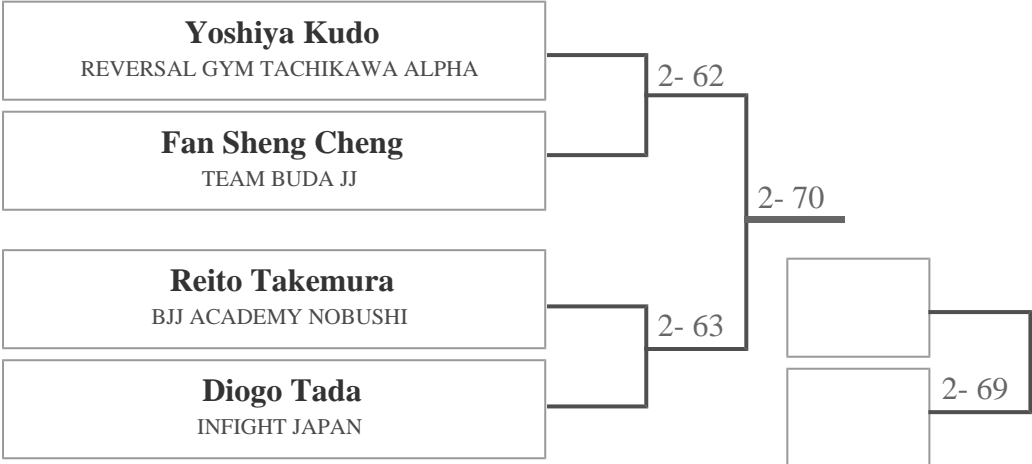 Yoshiya Kudo
REVERSAL GYM TACHIKAWA ALPHA
2- 62
Fan Sheng Cheng
TEAM BUDA JJ
2- 70
Reito Takemura
BJJ ACADEMY NOBUSHI
2- 63
Diogo Tada
INFIGHT JAPAN
2- 69